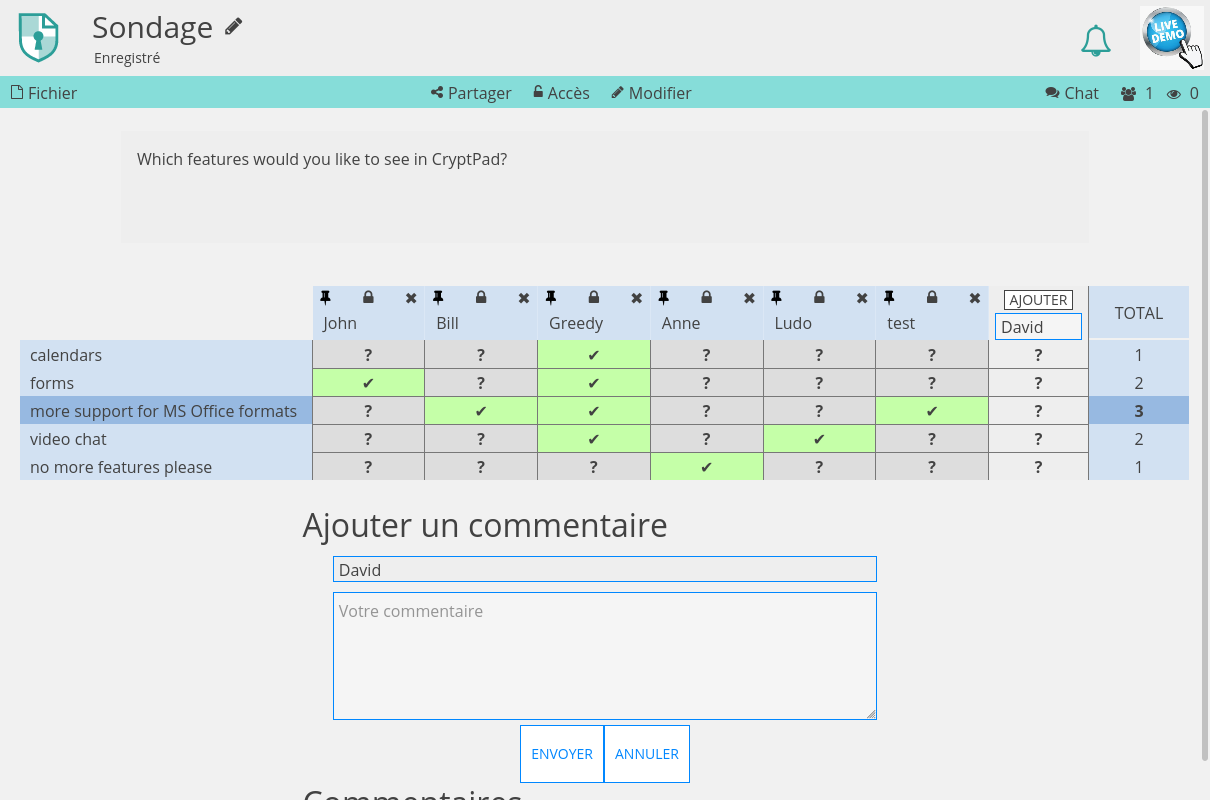 Sondage
Enregistré
LIVE DEMO
Fichier Partager Accès Modifier Chat 1 0
Which features would you like to see in CryptPad?
AJOUTER
John Bill Greedy Anne Ludo test David TOTAL
calendars ? ? ✔ ? ? ? ? 1
forms ✔ ? ✔ ? ? ? ? 2
more support for MS Office formats ? ✔ ✔ ? ? ✔ ? 3
video chat ? ? ✔ ? ✔ ? ? 2
no more features please ? ? ? ✔ ? ? ? 1
Ajouter un commentaire
David
Votre commentaire
ENVOYER ANNULER
Commentaires